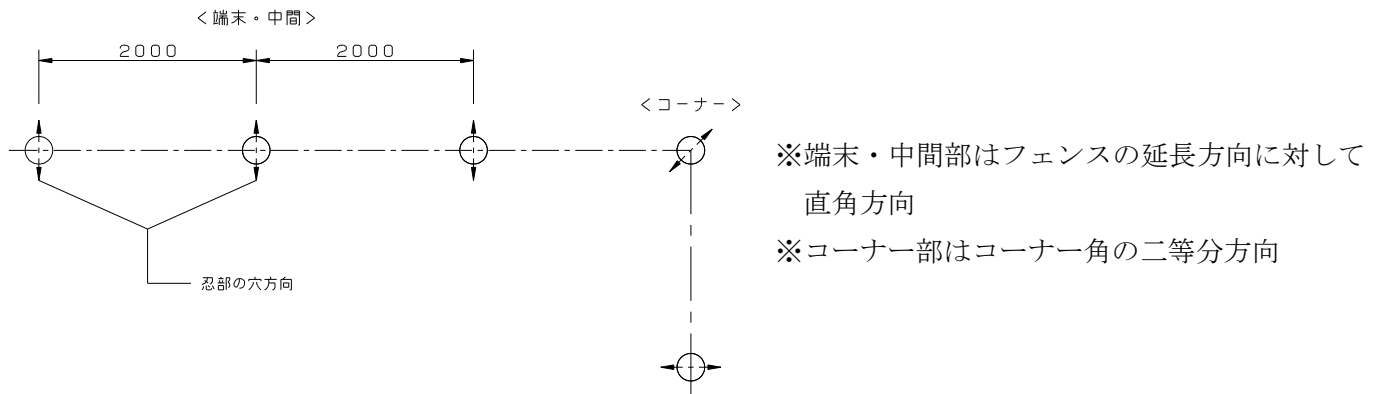 ＜端末・中間＞
2000
2000
＜コーナー＞
※端末・中間部はフェンスの延長方向に対して
直角方向
※コーナー部はコーナー角の二等分方向
忍部の穴方向